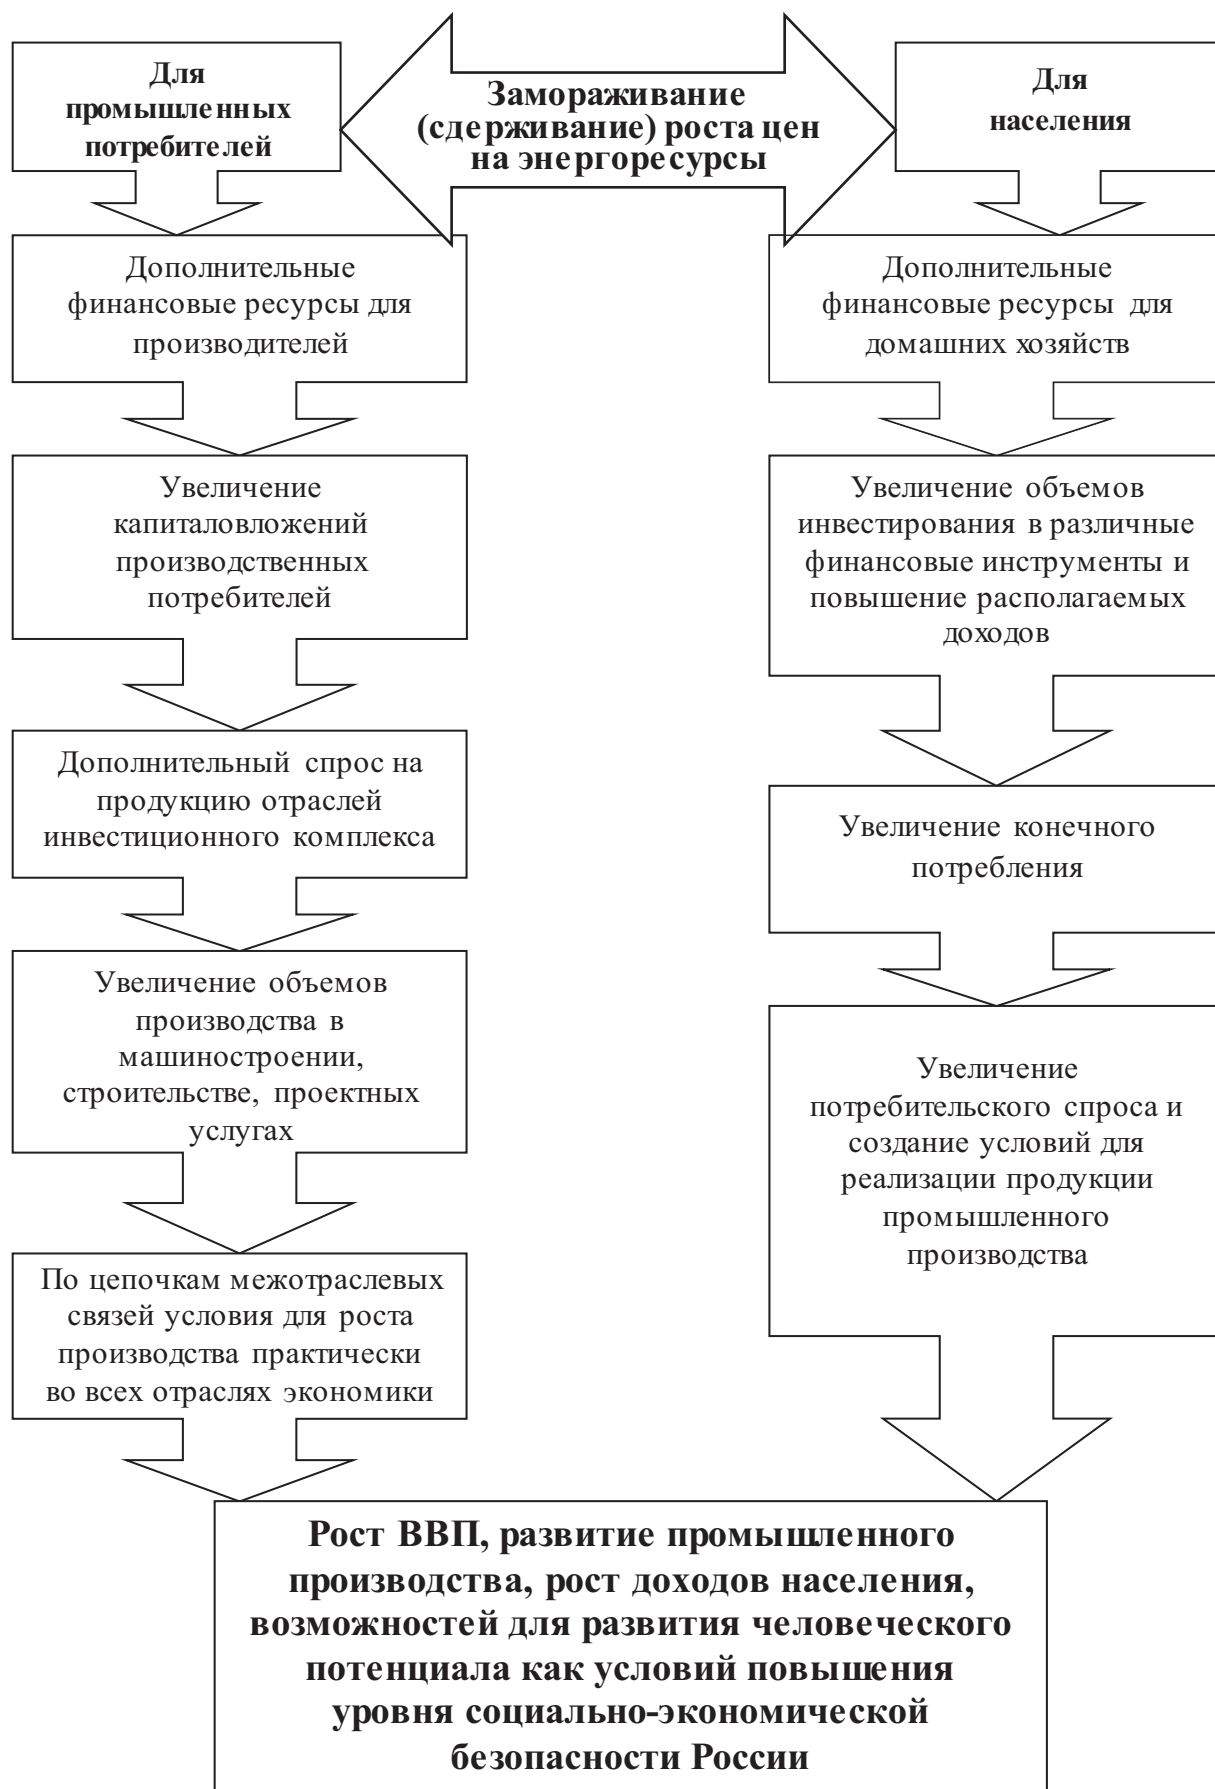 Для
промышленных
потребителей
Замораживание
(сдерживание) роста цен
на энергоресурсы
Для
населения
Дополнительные
финансовые ресурсы для
производителей
Увеличение
капиталовложений
производственных
потребителей
Дополнительный спрос на
продукцию отраслей
инвестиционного комплекса
Увеличение объемов
производства в
машиностроении,
строительстве, проектных
услугах
По цепочкам межотраслевых
связей условия для роста
производства практически
во всех отраслях экономики
Дополнительные
финансовые ресурсы для
домашних хозяйств
Увеличение объемов
инвестирования в различные
финансовые инструменты и
повышение располагаемых
доходов
Увеличение конечного
потребления
Увеличение
потребительского спроса и
создание условий для
реализации продукции
промышленного
производства
Рост ВВП, развитие промышленного
производства, рост доходов населения,
возможностей для развития человеческого
потенциала как условий повышения
уровня социально-экономической
безопасности России